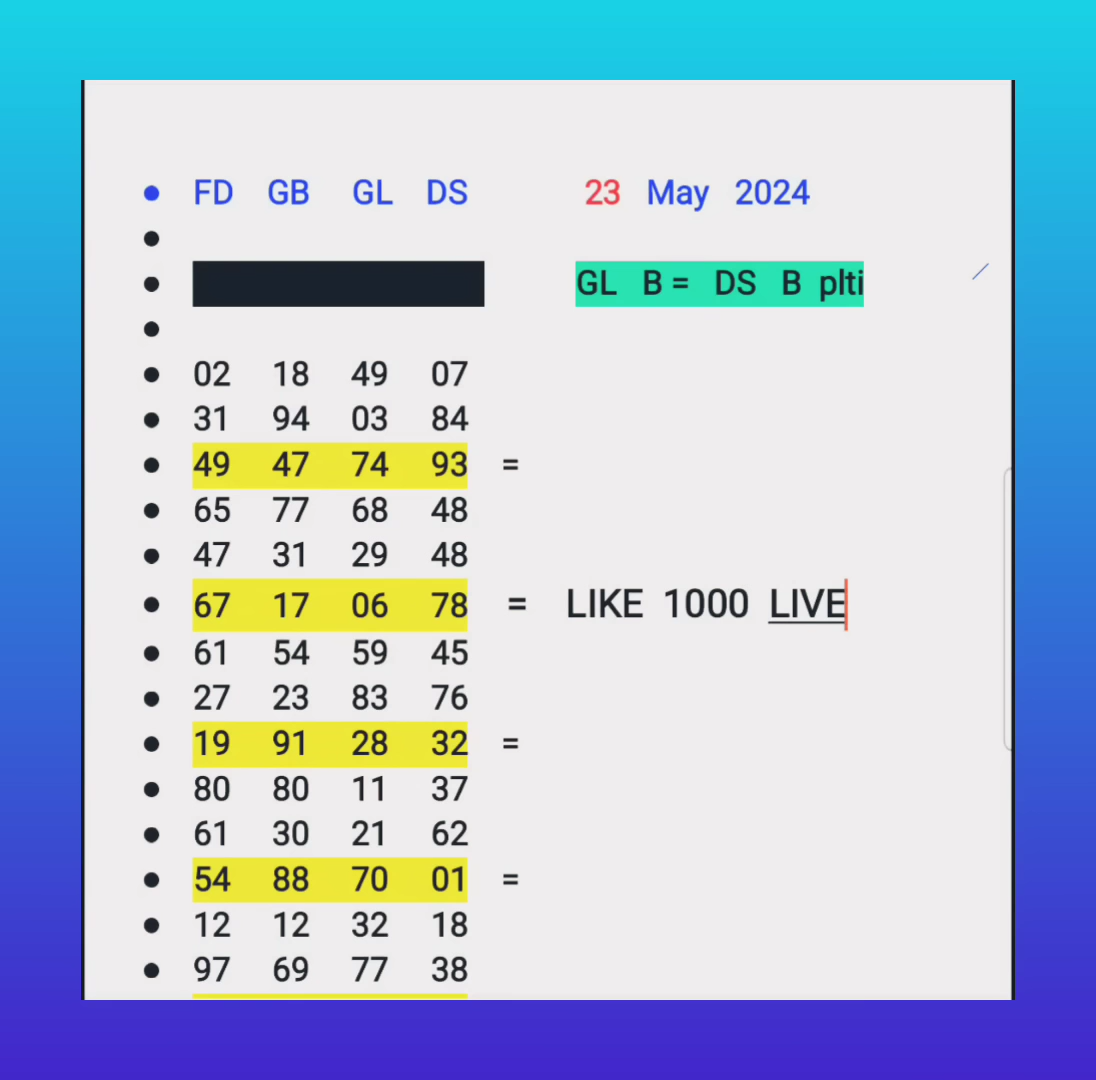 FD GB GL DS 23 May 2024
GL B = DS B plti
02 18 49 07
31 94 03 84
49 47 74 93 =
65 77 68 48
47 31 29 48
67 17 06 78 = LIKE 1000 LIVE
61 54 59 45
27 23 83 76
19 91 28 32 =
80 80 11 37
61 30 21 62
54 88 70 01 =
12 12 32 18
97 69 77 38